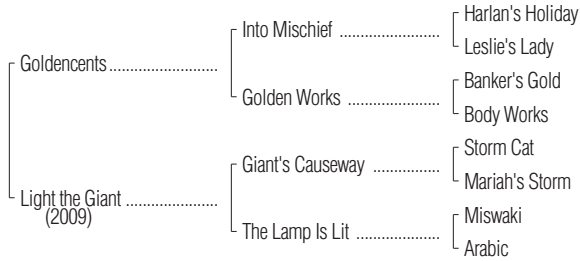 Harlan's Holiday
Into Mischief ....................
Leslie's Lady
Goldencents ......................
Banker's Gold
Golden Works ..................
Body Works
Storm Cat
Giant's Causeway .............
Mariah's Storm
Light the Giant ...................
(2009)
Miswaki
The Lamp Is Lit .................
Arabic